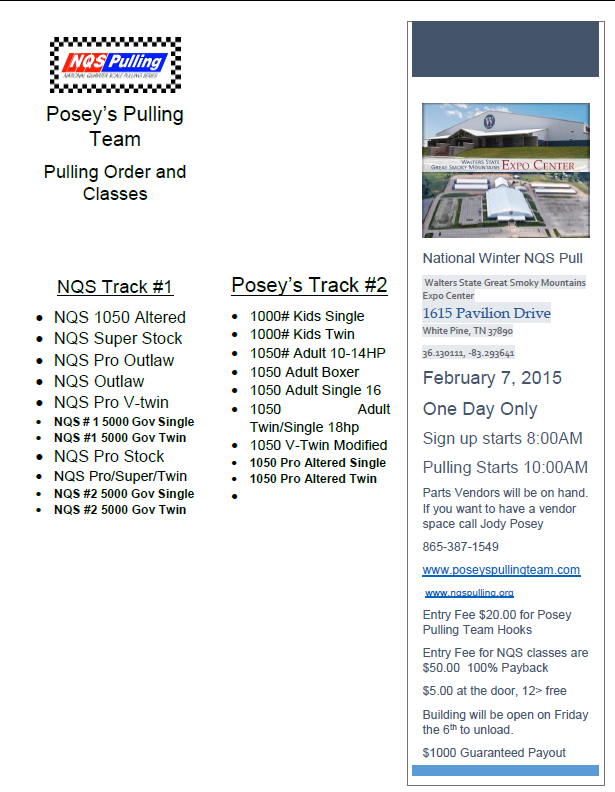 NQS Pulling
NATIONAL QUARTER SCALE PULLING SERIES
Posey's Pulling
Team
Pulling Order and
Classes
NQS Track #1
• NQS 1050 Altered
• NQS Super Stock
• NQS Pro Outlaw
• NQS Outlaw
• NQS Pro V-twin
• NQS # 1 5000 Gov Single
• NQS #1 5000 Gov Twin
• NQS Pro Stock
• NQS Pro/Super/Twin
• NQS #2 5000 Gov Single
• NQS #2 5000 Gov Twin
Posey's Track #2
• 1000# Kids Single
• 1000# Kids Twin
• 1050# Adult 10-14HP
• 1050 Adult Boxer
• 1050 Adult Single 16
• 1050 Adult
Twin/Single 18hp
• 1050 V-Twin Modified
• 1050 Pro Altered Single
• 1050 Pro Altered Twin
•
W
WALTERS STATE
GREAT SMOKY MOUNTAINS EXPO CENTER
National Winter NQS Pull
Walters State Great Smoky Mountains
Expo Center
1615 Pavilion Drive
White Pine, TN 37890
36.130111, -83.293641
February 7, 2015
One Day Only
Sign up starts 8:00AM
Pulling Starts 10:00AM
Parts Vendors will be on hand.
If you want to have a vendor
space call Jody Posey
865-387-1549
www.poseyspullingteam.com
www.nqspulling.org
Entry Fee $20.00 for Posey
Pulling Team Hooks
Entry Fee for NQS classes are
$50.00 100% Payback
$5.00 at the door, 12> free
Building will be open on Friday
the 6th to unload.
$1000 Guaranteed Payout